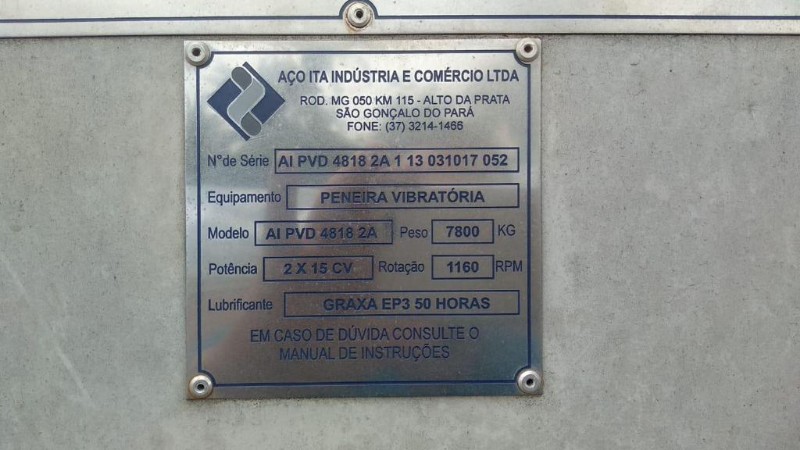 AÇO ITA INDÚSTRIA E COMÉRCIO LTDA
ROD. MG 050 KM 115 - ALTO DA PRATA
SÃO GONÇALO DO PARÁ
FONE: (37) 3214-1466
N° de Série AI PVD 4818 2A 1 13 031017 052
Equipamento PENEIRA VIBRATÓRIA
Modelo AI PVD 4818 2A Peso 7800 KG
Potência 2 X 15 CV Rotação 1160 RPM
Lubrificante GRAXA EP3 50 HORAS
EM CASO DE DÚVIDA CONSULTE O
MANUAL DE INSTRUÇÕES